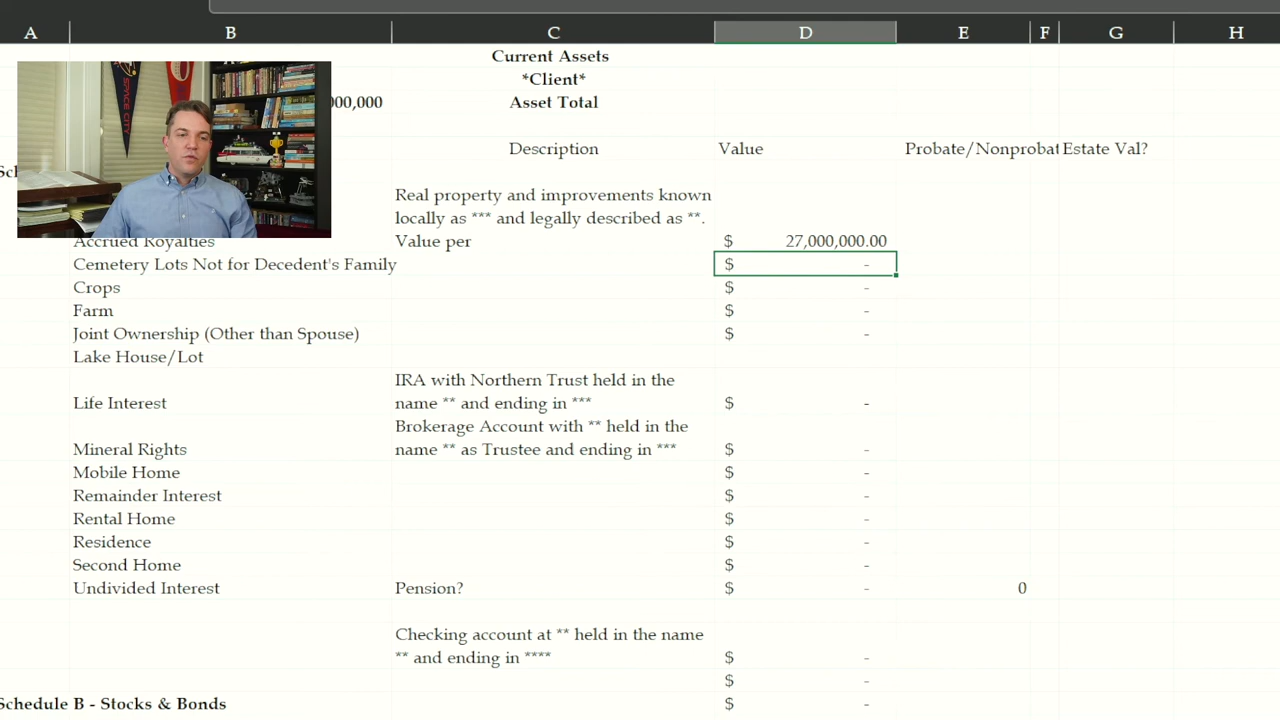 A B C D E F G H
Current Assets
*Client*
000,000 Asset Total
Description Value Probate/Nonprobat Estate Val?
Real property and improvements known
locally as *** and legally described as **.
Accrued Royalties Value per $ 27,000,000.00
Cemetery Lots Not for Decedent's Family $ -
Crops $ -
Farm $ -
Joint Ownership (Other than Spouse) $ -
Lake House/Lot
IRA with Northern Trust held in the
Life Interest name ** and ending in *** $ -
Brokerage Account with ** held in the
Mineral Rights name ** as Trustee and ending in *** $ -
Mobile Home $ -
Remainder Interest $ -
Rental Home $ -
Residence $ -
Second Home $ -
Undivided Interest Pension? $ - 0
Checking account at ** held in the name
** and ending in **** $ -
$ -
Schedule B - Stocks & Bonds $ -
SPACE CITY